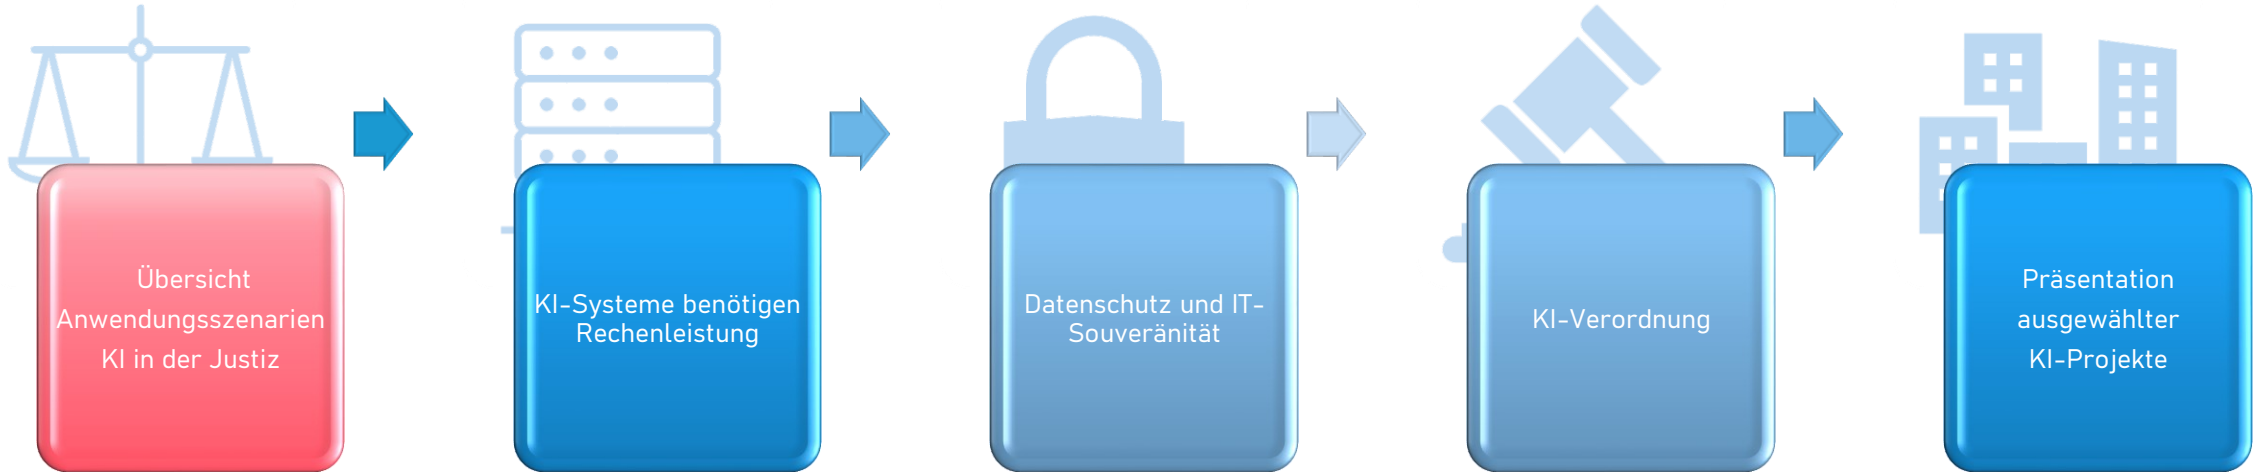 Übersicht
Anwendungsszenarien
KI in der Justiz
KI-Systeme benötigen
Rechenleistung
Datenschutz und IT-
Souveränität
KI-Verordnung
Präsentation
ausgewählter
KI-Projekte